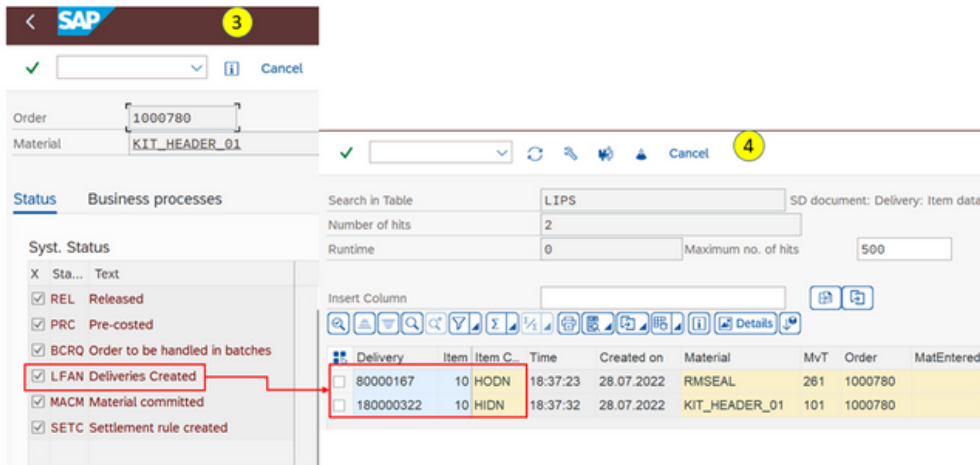 SAP
3
Cancel
Order 1000780
Material KIT_HEADER_01
Status Business processes
Syst. Status
X Sta... Text
REL Released
PRC Pre-costed
BCRQ Order to be handled in batches
LFAN Deliveries Created
MACM Material committed
SETC Settlement rule created
4
Cancel
Search in Table LIPS SD document: Delivery: Item data
Number of hits 2
Runtime 0 Maximum no. of hits 500
Insert Column
Details
Delivery Item Item C... Time Created on Material MvT Order MatEntered
80000167 10 HODN 18:37:23 28.07.2022 RMSEAL 261 1000780
180000322 10 HIDN 18:37:32 28.07.2022 KIT_HEADER_01 101 1000780